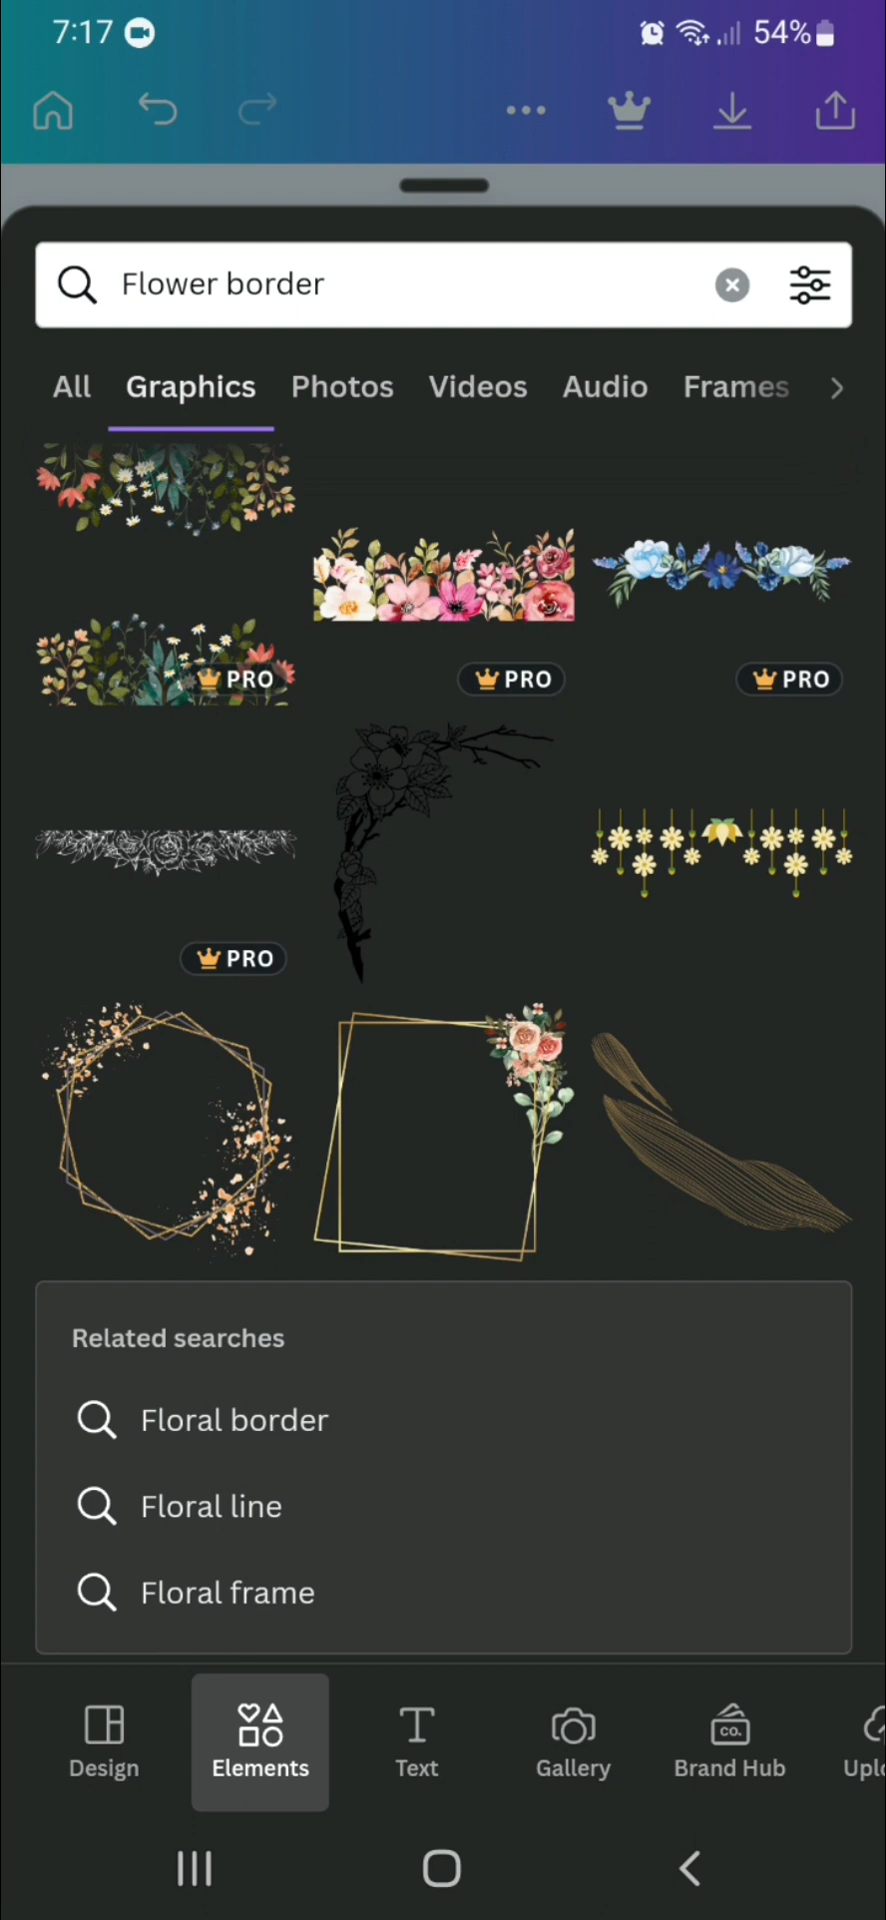 7:17 54%
Flower border
All Graphics Photos Videos Audio Frames
PRO PRO PRO
PRO
Related searches
Floral border
Floral line
Floral frame
CO.
Design Elements Text Gallery Brand Hub Uplo